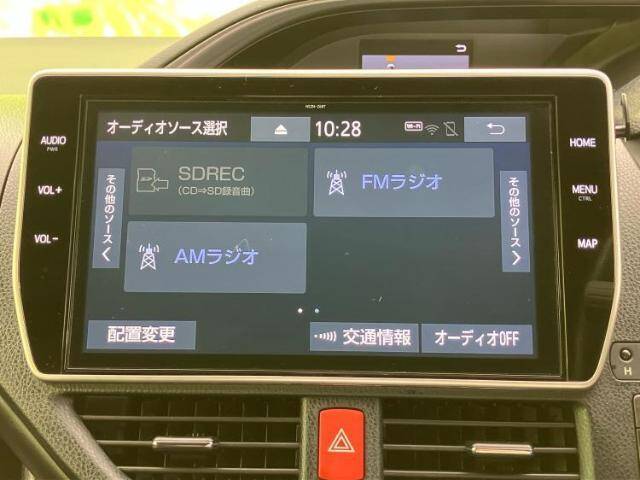 オーディオソース選択
10:28
Wi-Fi
AUDIO
PWR
VOL+
VOL-
その他のソース
SDREC
(CD⇒SD録音曲)
FMラジオ
AMラジオ
その他のソース
配置変更
交通情報
オーディオOFF
HOME
MENU
CTRL
MAP
H